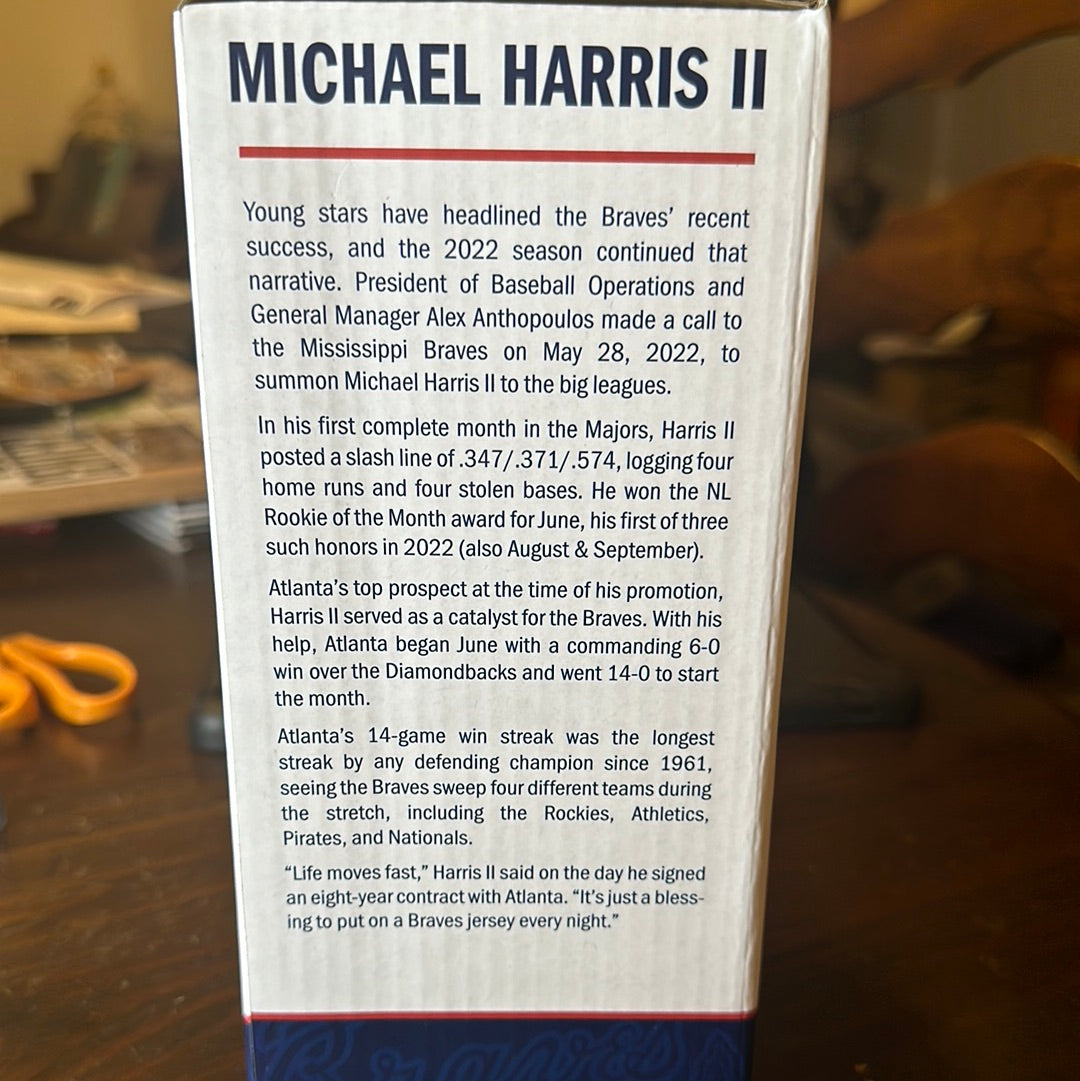 MICHAEL HARRIS II
Young stars have headlined the Braves' recent
success, and the 2022 season continued that
narrative. President of Baseball Operations and
General Manager Alex Anthopoulos made a call to
the Mississippi Braves on May 28, 2022, to
summon Michael Harris II to the big leagues.
In his first complete month in the Majors, Harris II
posted a slash line of .347/.371/.574, logging four
home runs and four stolen bases. He won the NL
Rookie of the Month award for June, his first of three
such honors in 2022 (also August & September).
Atlanta's top prospect at the time of his promotion,
Harris II served as a catalyst for the Braves. With his
help, Atlanta began June with a commanding 6-0
win over the Diamondbacks and went 14-0 to start
the month.
Atlanta's 14-game win streak was the longest
streak by any defending champion since 1961,
seeing the Braves sweep four different teams during
the stretch, including the Rockies, Athletics,
Pirates, and Nationals.
“Life moves fast,” Harris II said on the day he signed
an eight-year contract with Atlanta. “It's just a bless-
ing to put on a Braves jersey every night.”